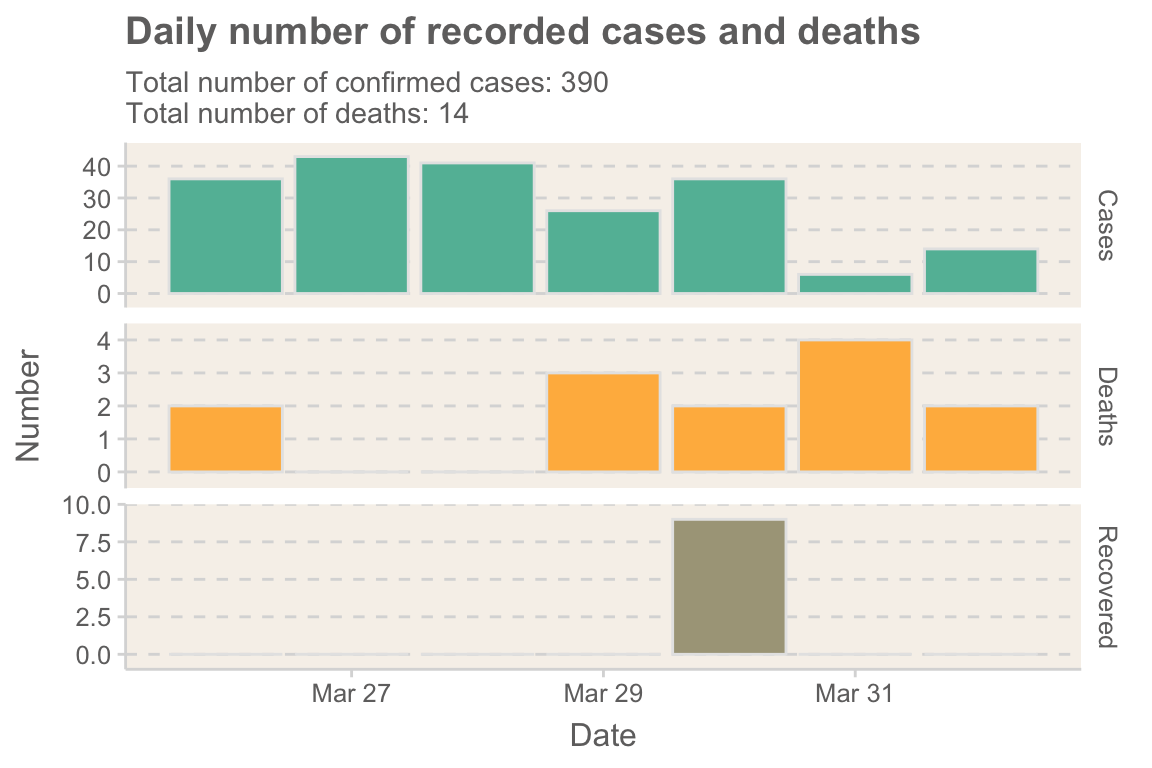 Daily number of recorded cases and deaths
Total number of confirmed cases: 390
Total number of deaths: 14
40
30
20
10
0
Cases
4
3
2
1
0
Deaths
Number
10.0
7.5
5.0
2.5
0.0
Recovered
Mar 27
Mar 29
Mar 31
Date